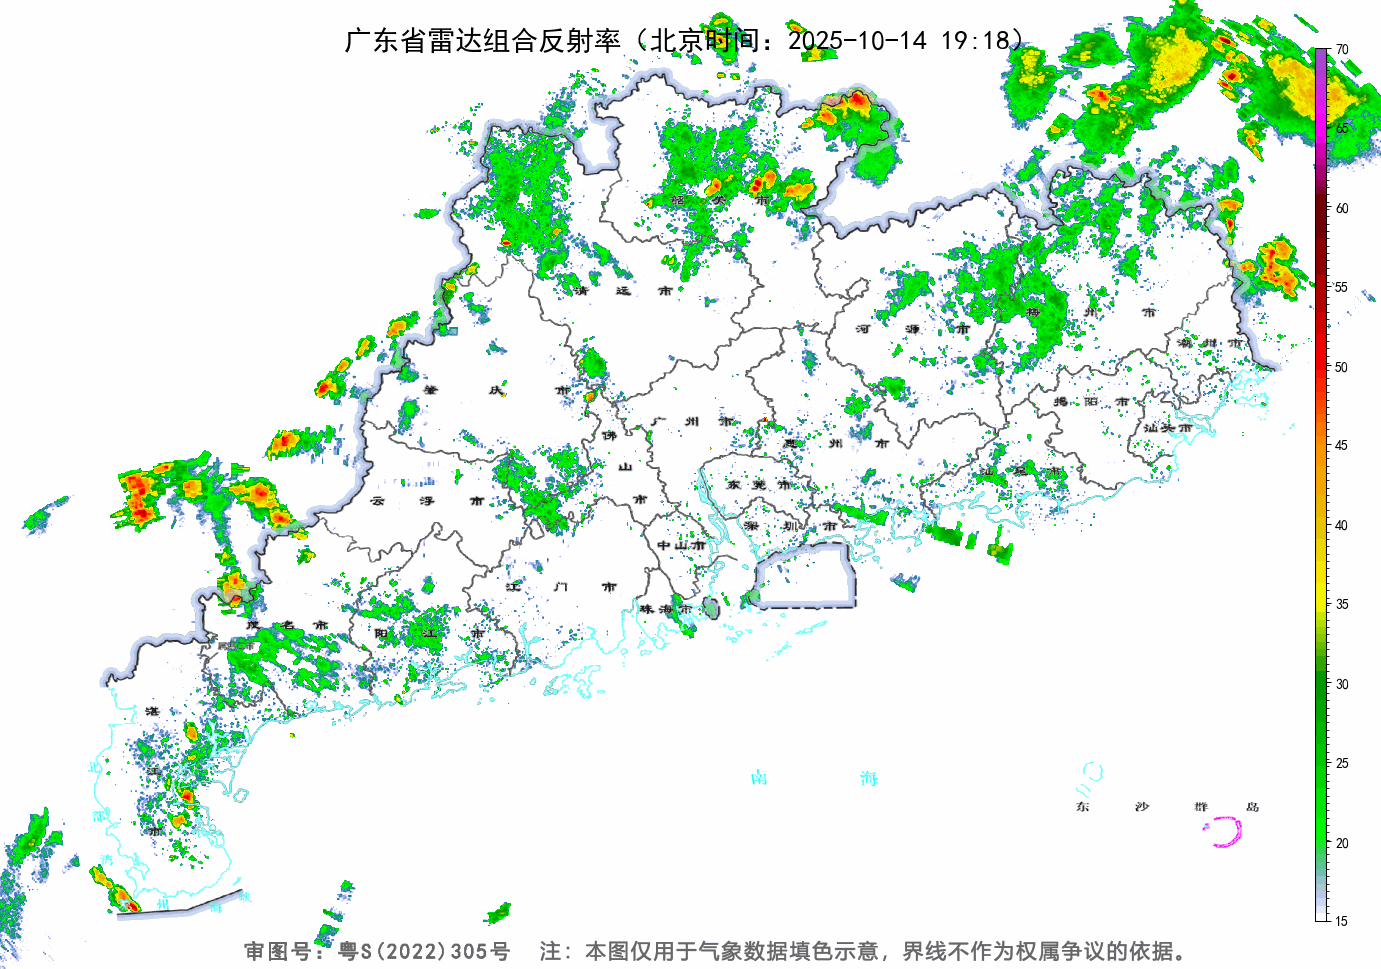 广东省雷达组合反射率（北京时间：2025-10-14 19:18）
70
65
60
55
50
45
40
35
30
25
20
15
韶关市
清远市
河源市
梅州市
潮州市
肇庆市
广州市
惠州市
揭阳市
汕头市
佛山市
云浮市
东莞市
汕尾市
深圳市
中山市
江门市
珠海市
茂名市
阳江市
湛江市
北部湾
南海
东沙群岛
审图号：粤S(2022)305号 注：本图仅用于气象数据填色示意，界线不作为权属争议的依据。